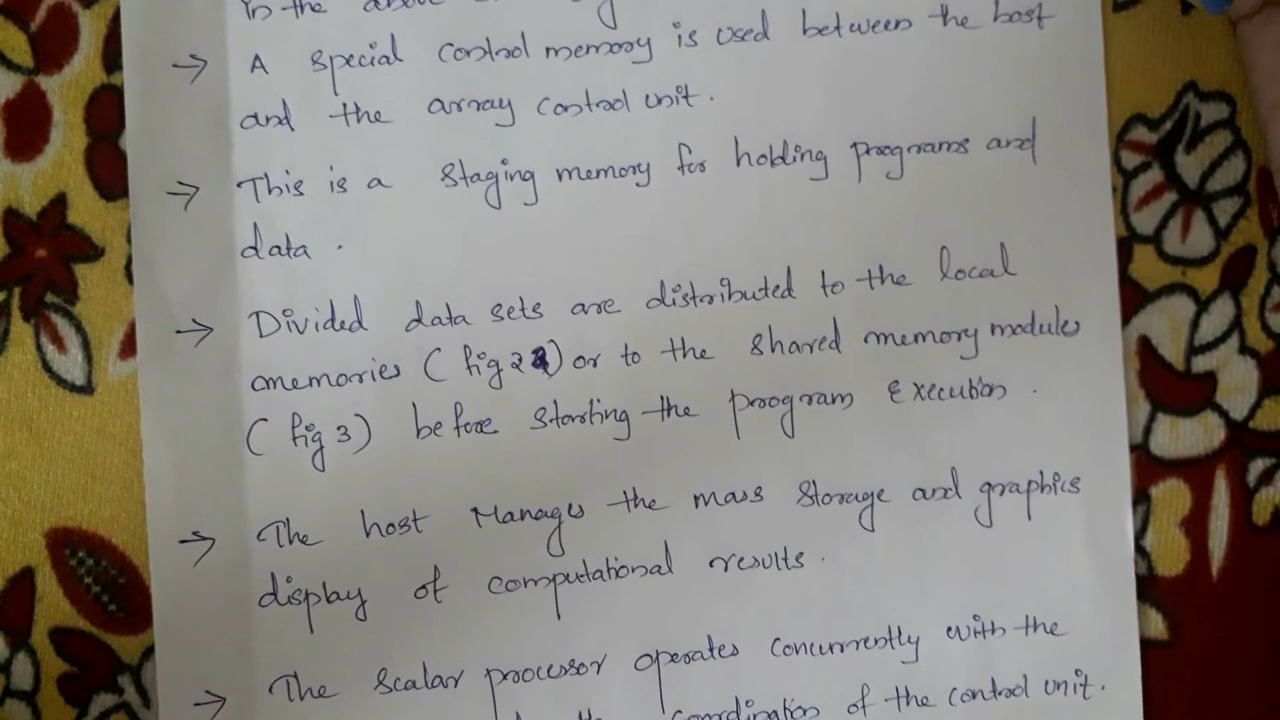 in the above
→ A special control memory is used between the host
and the array control unit.
→ This is a staging memory for holding programs and
data.
→ Divided data sets are distributed to the local
memories (fig 2) or to the shared memory modules
(fig 3) before starting the program Execution.
→ The host Manages the mass storage and graphics
display of computational results.
→ The scalar processor operates concurrently with the
coordination of the control unit.